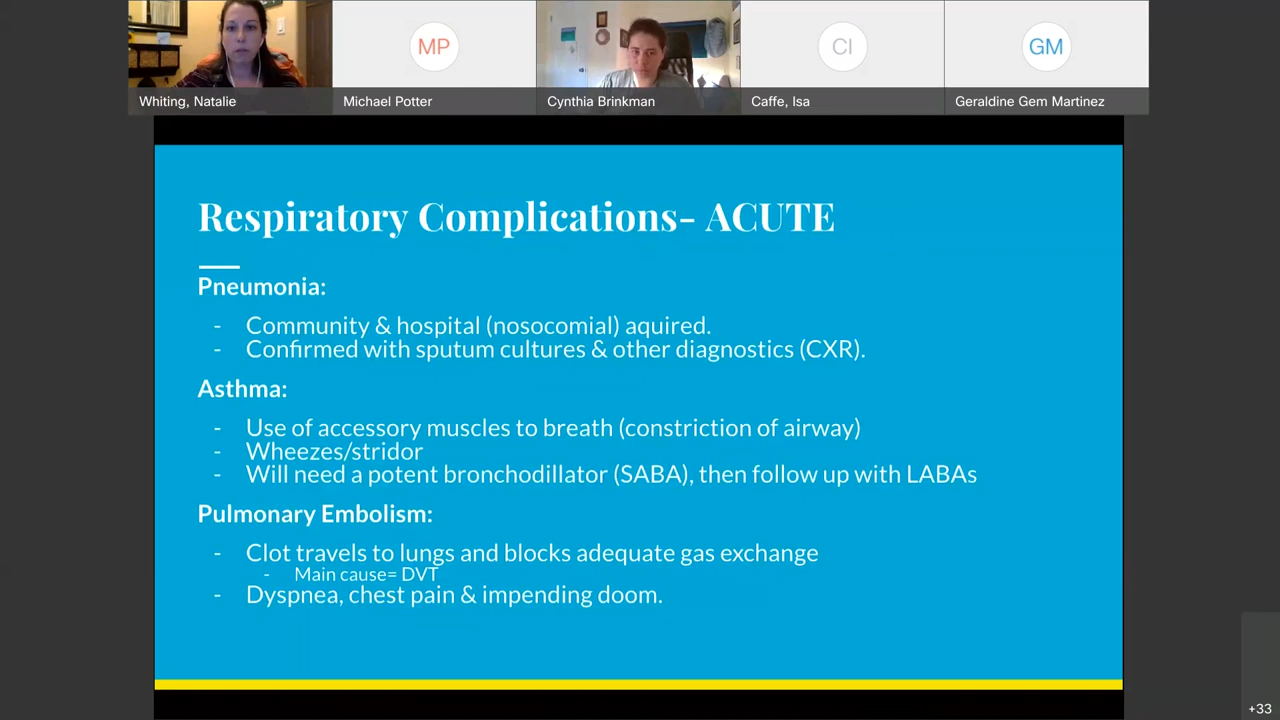 MP
CI
GM
Whiting, Natalie
Michael Potter
Cynthia Brinkman
Caffe, Isa
Geraldine Gem Martinez
Respiratory Complications- ACUTE
Pneumonia:
- Community & hospital (nosocomial) aquired.
- Confirmed with sputum cultures & other diagnostics (CXR).
Asthma:
- Use of accessory muscles to breath (constriction of airway)
- Wheezes/stridor
- Will need a potent bronchodillator (SABA), then follow up with LABAs
Pulmonary Embolism:
- Clot travels to lungs and blocks adequate gas exchange
- Main cause= DVT
- Dyspnea, chest pain & impending doom.
+33